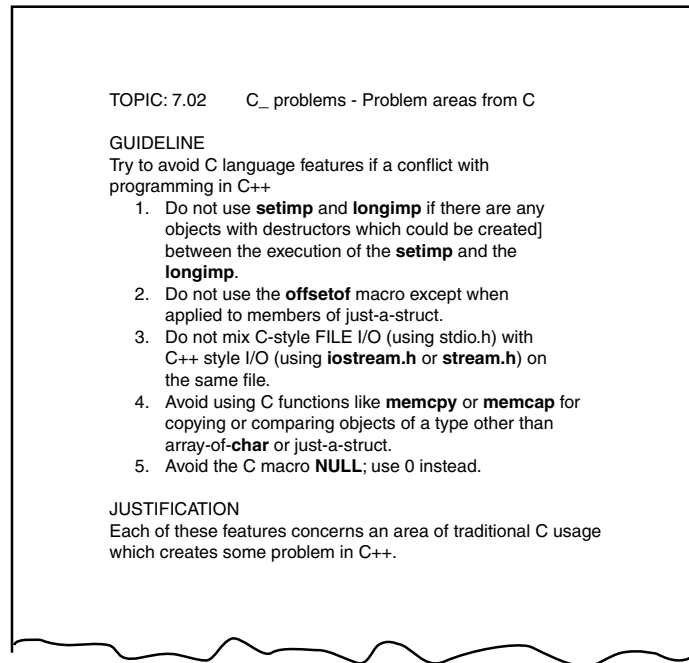 TOPIC: 7.02 C_ problems - Problem areas from C
GUIDELINE
Try to avoid C language features if a conflict with
programming in C++
1. Do not use setimp and longimp if there are any
objects with destructors which could be created]
between the execution of the setimp and the
longimp.
2. Do not use the offsetof macro except when
applied to members of just-a-struct.
3. Do not mix C-style FILE I/O (using stdio.h) with
C++ style I/O (using iostream.h or stream.h) on
the same file.
4. Avoid using C functions like memcpy or memcap for
copying or comparing objects of a type other than
array-of-char or just-a-struct.
5. Avoid the C macro NULL; use 0 instead.
JUSTIFICATION
Each of these features concerns an area of traditional C usage
which creates some problem in C++.